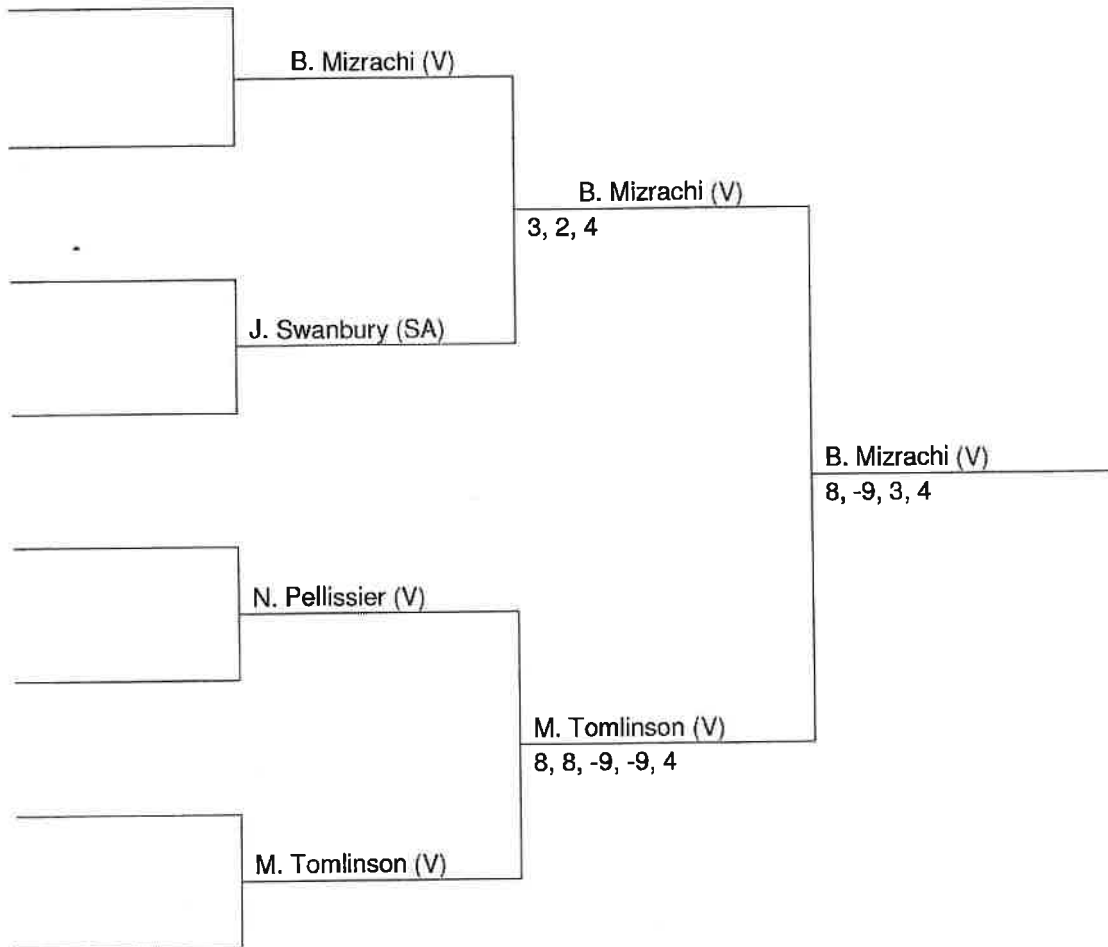 B. Mizrachi (V)
B. Mizrachi (V)
3, 2, 4
J. Swanbury (SA)
B. Mizrachi (V)
8, -9, 3, 4
N. Pellissier (V)
M. Tomlinson (V)
8, 8, -9, -9, 4
M. Tomlinson (V)